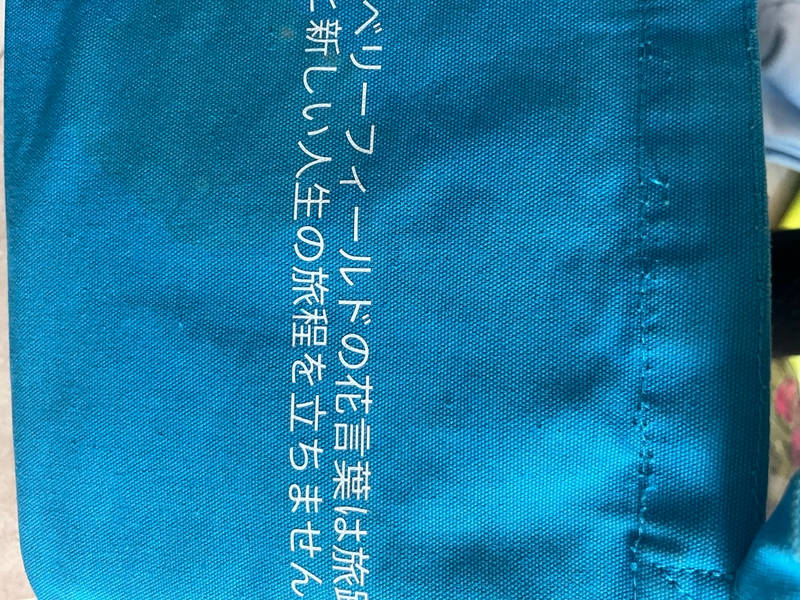 ベリーフィールドの花言葉は旅
と新しい人生の旅程を立ちません